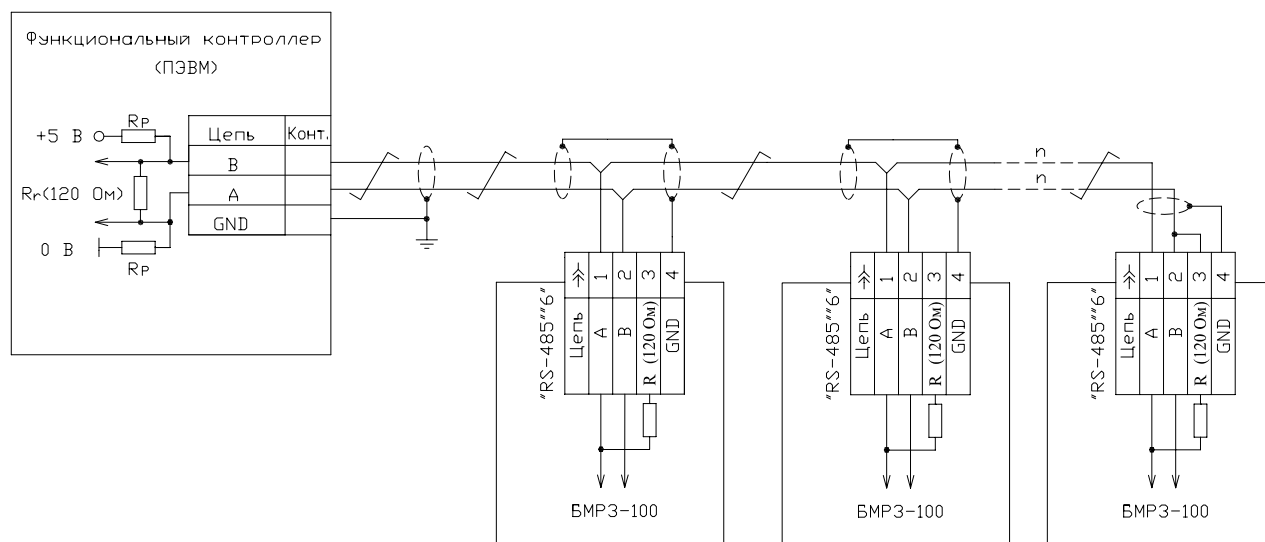 Функциональный контроллер
(ПЭВМ)
Rр
+5 В
Цепь Конт.
B
Rr(120 Ом)
A
GND
0 В
Rр
n
n
"RS-485""6"
Цепь
A
B
R (120 Ом)
GND
1
2
3
4
БМРЗ-100
"RS-485""6"
Цепь
A
B
R (120 Ом)
GND
1
2
3
4
БМРЗ-100
"RS-485""6"
Цепь
A
B
R (120 Ом)
GND
1
2
3
4
БМРЗ-100